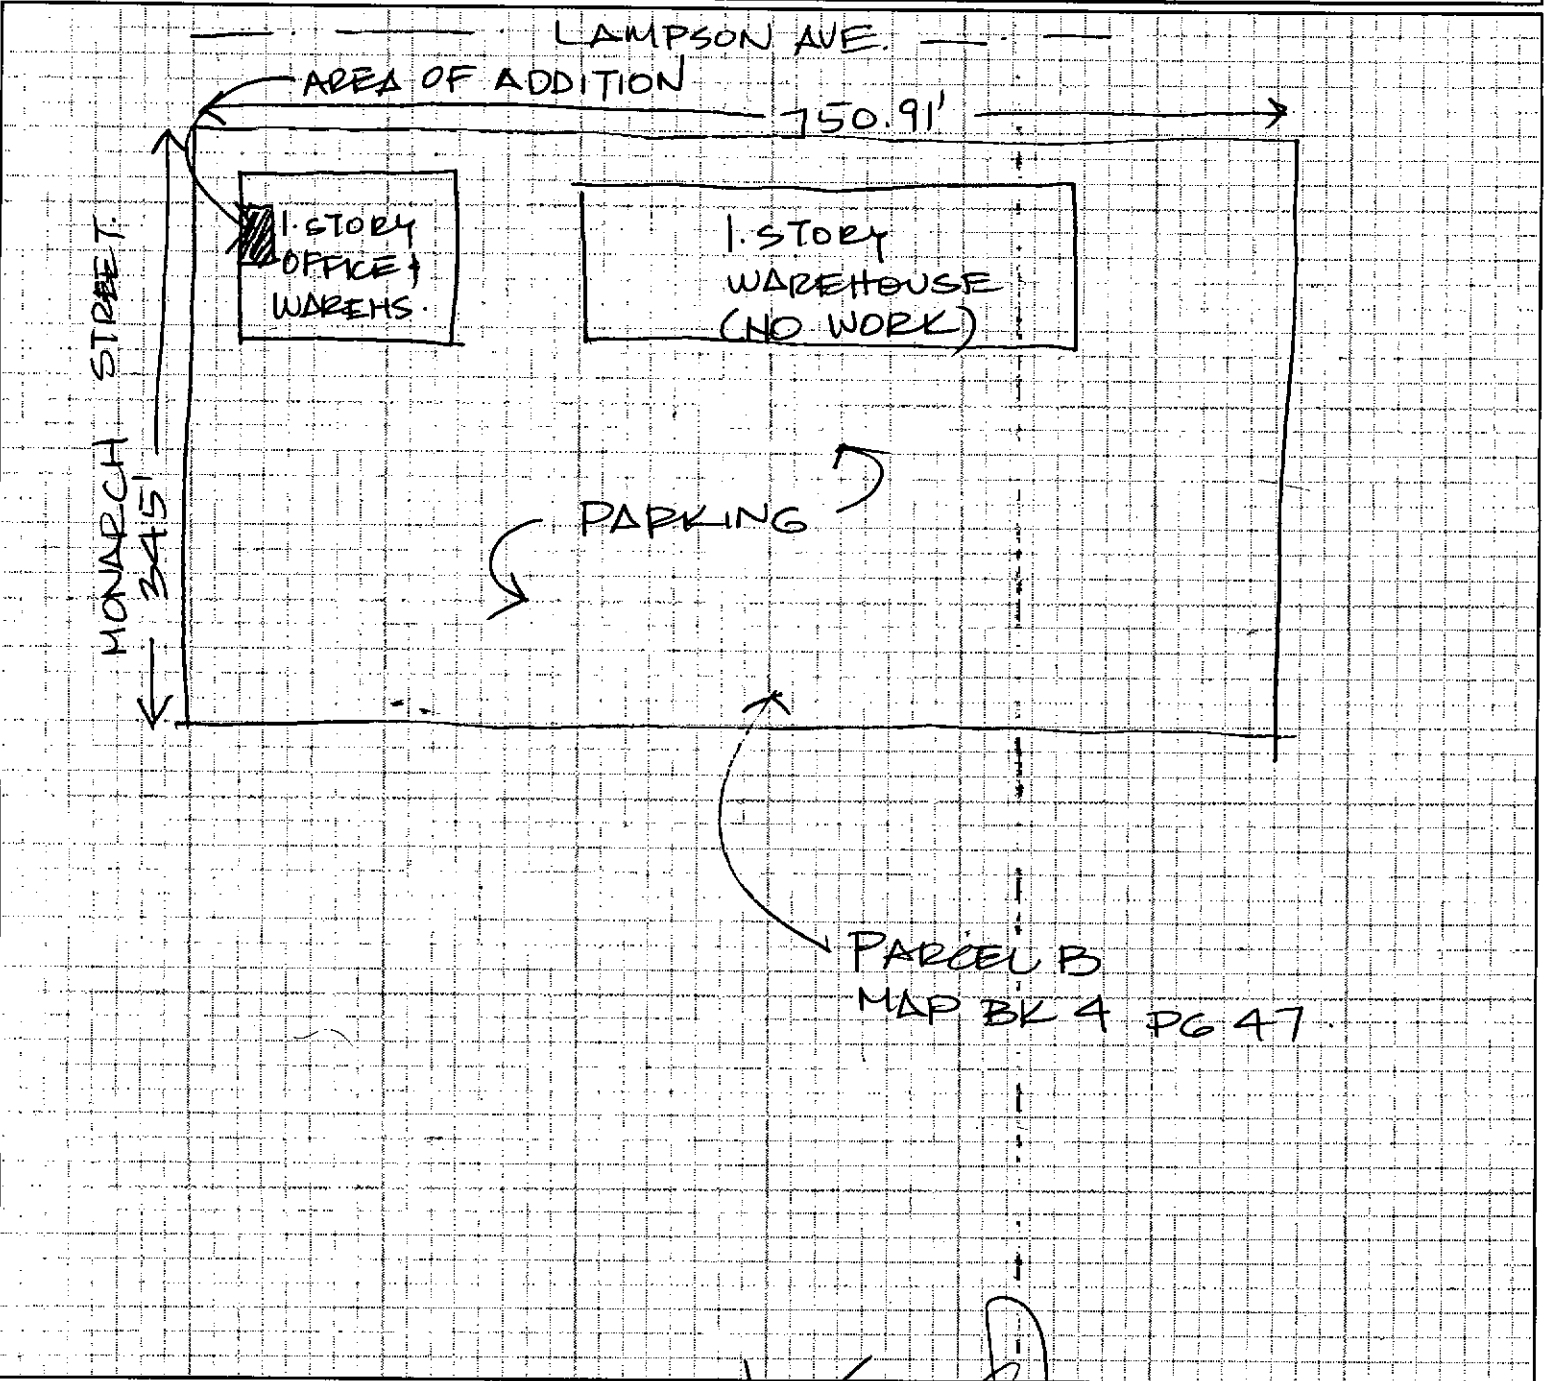 LAMPSON AVE.
AREA OF ADDITION
750.91'
MONARCH STREET.
345'
1. STORY
OFFICE +
WAREHS.
1. STORY
WAREHOUSE
(NO WORK)
PARKING
PARCEL B
MAP BK 4 PG 47.